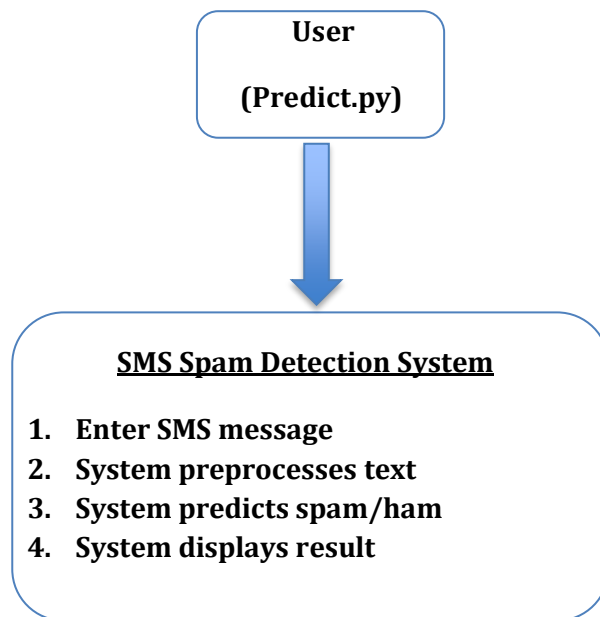 User
(Predict.py)
SMS Spam Detection System
1. Enter SMS message
2. System preprocesses text
3. System predicts spam/ham
4. System displays result